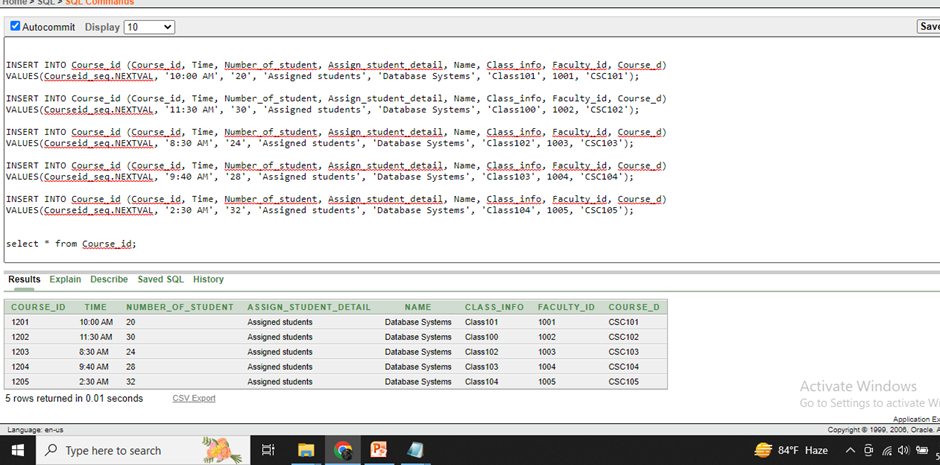 Home > SQL > SQL Commands
Autocommit Display 10
Save
INSERT INTO Course_id (Course_id, Time, Number_of_student, Assign_student_detail, Name, Class_info, Faculty_id, Course_d)
VALUES(Courseid_seq.NEXTVAL, '10:00 AM', '20', 'Assigned students', 'Database Systems', 'Class101', 1001, 'CSC101');
INSERT INTO Course_id (Course_id, Time, Number_of_student, Assign_student_detail, Name, Class_info, Faculty_id, Course_d)
VALUES(Courseid_seq.NEXTVAL, '11:30 AM', '30', 'Assigned students', 'Database Systems', 'Class100', 1002, 'CSC102');
INSERT INTO Course_id (Course_id, Time, Number_of_student, Assign_student_detail, Name, Class_info, Faculty_id, Course_d)
VALUES(Courseid_seq.NEXTVAL, '8:30 AM', '24', 'Assigned students', 'Database Systems', 'Class102', 1003, 'CSC103');
INSERT INTO Course_id (Course_id, Time, Number_of_student, Assign_student_detail, Name, Class_info, Faculty_id, Course_d)
VALUES(Courseid_seq.NEXTVAL, '9:40 AM', '28', 'Assigned students', 'Database Systems', 'Class103', 1004, 'CSC104');
INSERT INTO Course_id (Course_id, Time, Number_of_student, Assign_student_detail, Name, Class_info, Faculty_id, Course_d)
VALUES(Courseid_seq.NEXTVAL, '2:30 AM', '32', 'Assigned students', 'Database Systems', 'Class104', 1005, 'CSC105');
select * from Course_id;
Results Explain Describe Saved SQL History
COURSE_ID TIME NUMBER_OF_STUDENT ASSIGN_STUDENT_DETAIL NAME CLASS_INFO FACULTY_ID COURSE_D
1201 10:00 AM 20 Assigned students Database Systems Class101 1001 CSC101
1202 11:30 AM 30 Assigned students Database Systems Class100 1002 CSC102
1203 8:30 AM 24 Assigned students Database Systems Class102 1003 CSC103
1204 9:40 AM 28 Assigned students Database Systems Class103 1004 CSC104
1205 2:30 AM 32 Assigned students Database Systems Class104 1005 CSC105
5 rows returned in 0.01 seconds CSV Export
Activate Windows
Go to Settings to activate Wi
Application Ex
Language: en-us Copyright © 1999, 2006, Oracle. A
Type here to search 84°F Haze